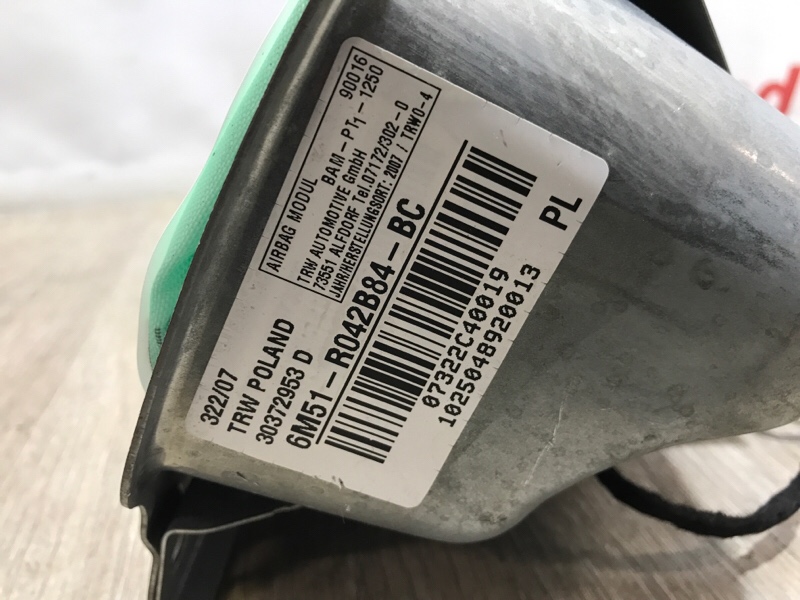 AIRBAG MODUL 90016
BAM-PT1-1250
TRW AUTOMOTIVE GmbH
73551 ALFDORF Tel.07172/302-0
JAHR/HERSTELLUNGSORT: 2007 / TRWO-4
322/07
TRW POLAND
30372953 D
6M51-R042B84-BC
07322C40019
1025048920013
PL